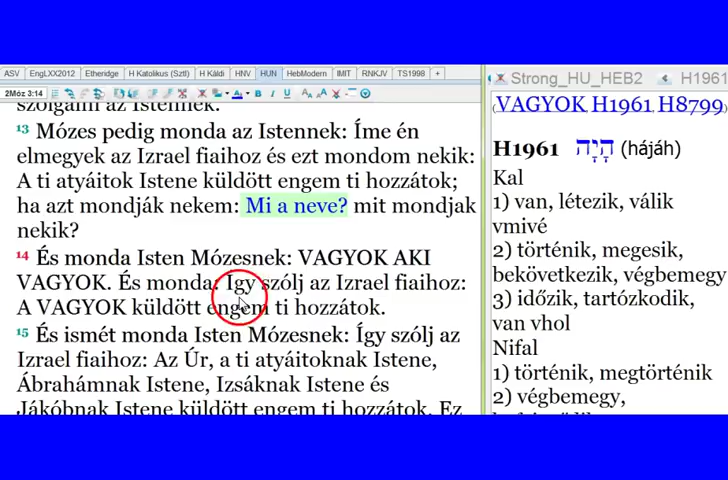 ASV EngLXX2012 Etheridge H Katolikus (SztI) H Káldi HNV HUN HebModern IMIT RNKJV TS1998 +
2Móz 3:14
szolgálni az Istennek.
13 Mózes pedig monda az Istennek: Íme én
elmegyek az Izrael fiaihoz és ezt mondom nekik:
A ti atyáitok Istene küldött engem ti hozzátok;
ha azt mondják nekem: Mi a neve? mit mondjak
nekik?
14 És monda Isten Mózesnek: VAGYOK AKI
VAGYOK. És monda: Így szólj az Izrael fiaihoz:
A VAGYOK küldött engem ti hozzátok.
15 És ismét monda Isten Mózesnek: Így szólj az
Izrael fiaihoz: Az Úr, a ti atyáitoknak Istene,
Ábrahámnak Istene, Izsáknak Istene és
Jákóbnak Istene küldött engem ti hozzátok. Ez
Strong_HU_HEB2 H1961
(VAGYOK H1961 H8799)
H1961 הָיָה (hájáh)
Kal
1) van, létezik, válik
vmivé
2) történik, megesik,
bekövetkezik, végbemegy
3) időzik, tartózkodik,
van vhol
Nifal
1) történik, megtörténik
2) végbemegy,